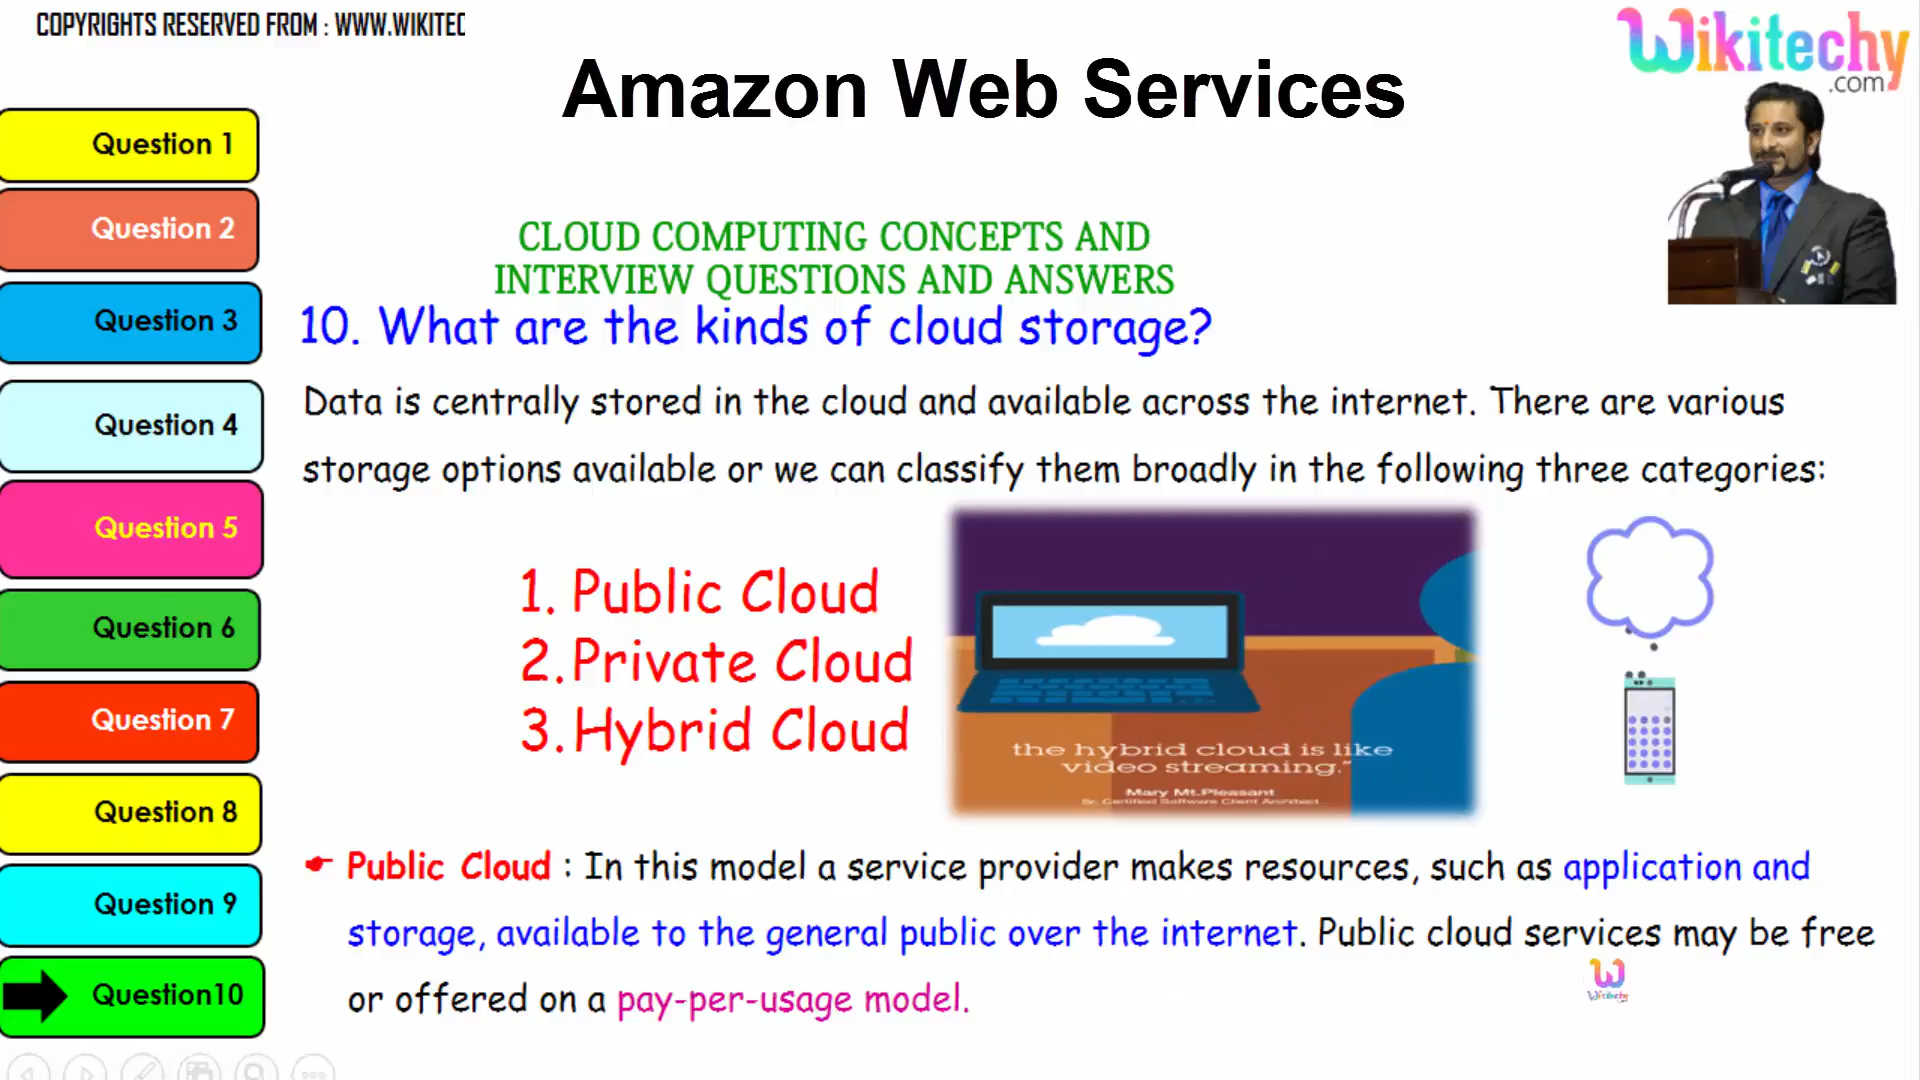 COPYRIGHTS RESERVED FROM : WWW.WIKITEC
Wikitechy
.com
Amazon Web Services
Question 1
Question 2
Question 3
Question 4
Question 5
Question 6
Question 7
Question 8
Question 9
Question10
CLOUD COMPUTING CONCEPTS AND
INTERVIEW QUESTIONS AND ANSWERS
10. What are the kinds of cloud storage?
Data is centrally stored in the cloud and available across the internet. There are various
storage options available or we can classify them broadly in the following three categories:
1. Public Cloud
2. Private Cloud
3. Hybrid Cloud
the hybrid cloud is like
video streaming."
Mary Mt.Pleasant
Sr. Certified Software Client Architect
☛ Public Cloud : In this model a service provider makes resources, such as application and
storage, available to the general public over the internet. Public cloud services may be free
or offered on a pay-per-usage model.
Wikitechy